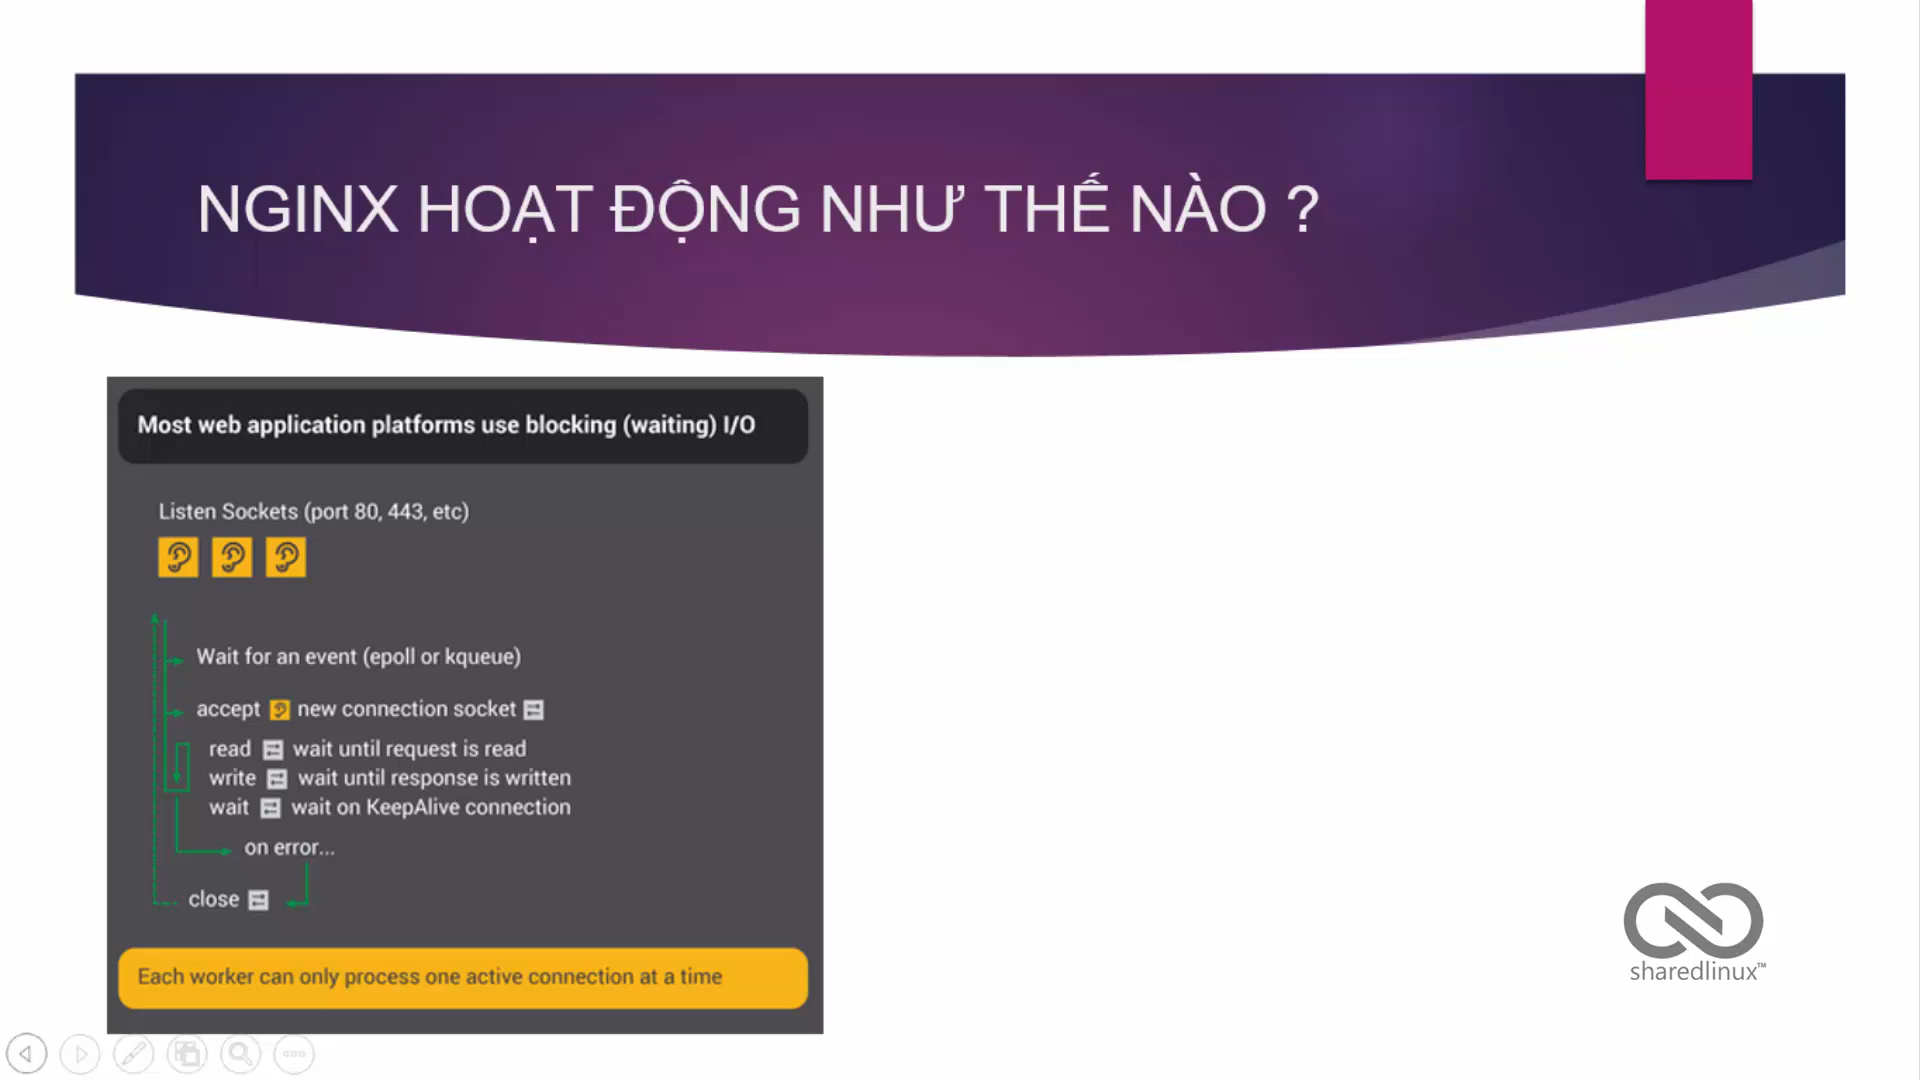 NGINX HOẠT ĐỘNG NHƯ THẾ NÀO ?
Most web application platforms use blocking (waiting) I/O
Listen Sockets (port 80, 443, etc)
Wait for an event (epoll or kqueue)
accept new connection socket
read wait until request is read
write wait until response is written
wait wait on KeepAlive connection
on error...
close
Each worker can only process one active connection at a time
sharedlinux™